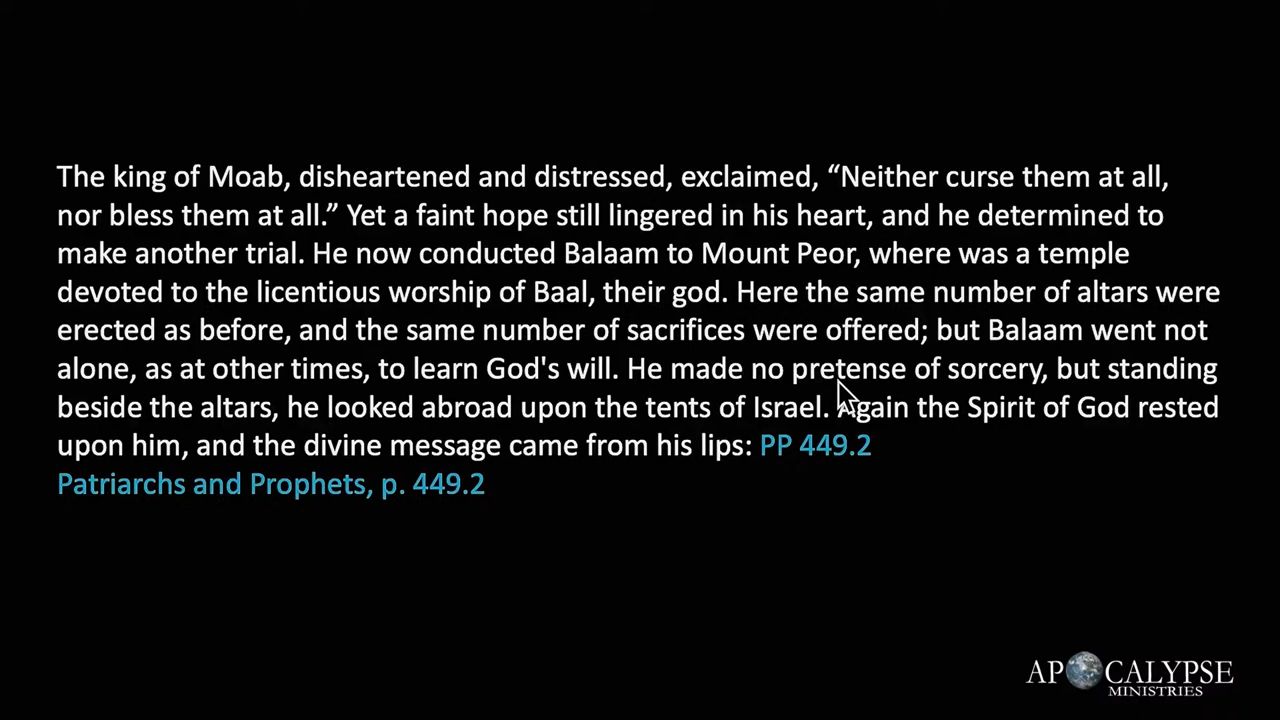 The king of Moab, disheartened and distressed, exclaimed, “Neither curse them at all,
nor bless them at all.” Yet a faint hope still lingered in his heart, and he determined to
make another trial. He now conducted Balaam to Mount Peor, where was a temple
devoted to the licentious worship of Baal, their god. Here the same number of altars were
erected as before, and the same number of sacrifices were offered; but Balaam went not
alone, as at other times, to learn God's will. He made no pretense of sorcery, but standing
beside the altars, he looked abroad upon the tents of Israel. Again the Spirit of God rested
upon him, and the divine message came from his lips: PP 449.2
Patriarchs and Prophets, p. 449.2
APOCALYPSE
MINISTRIES